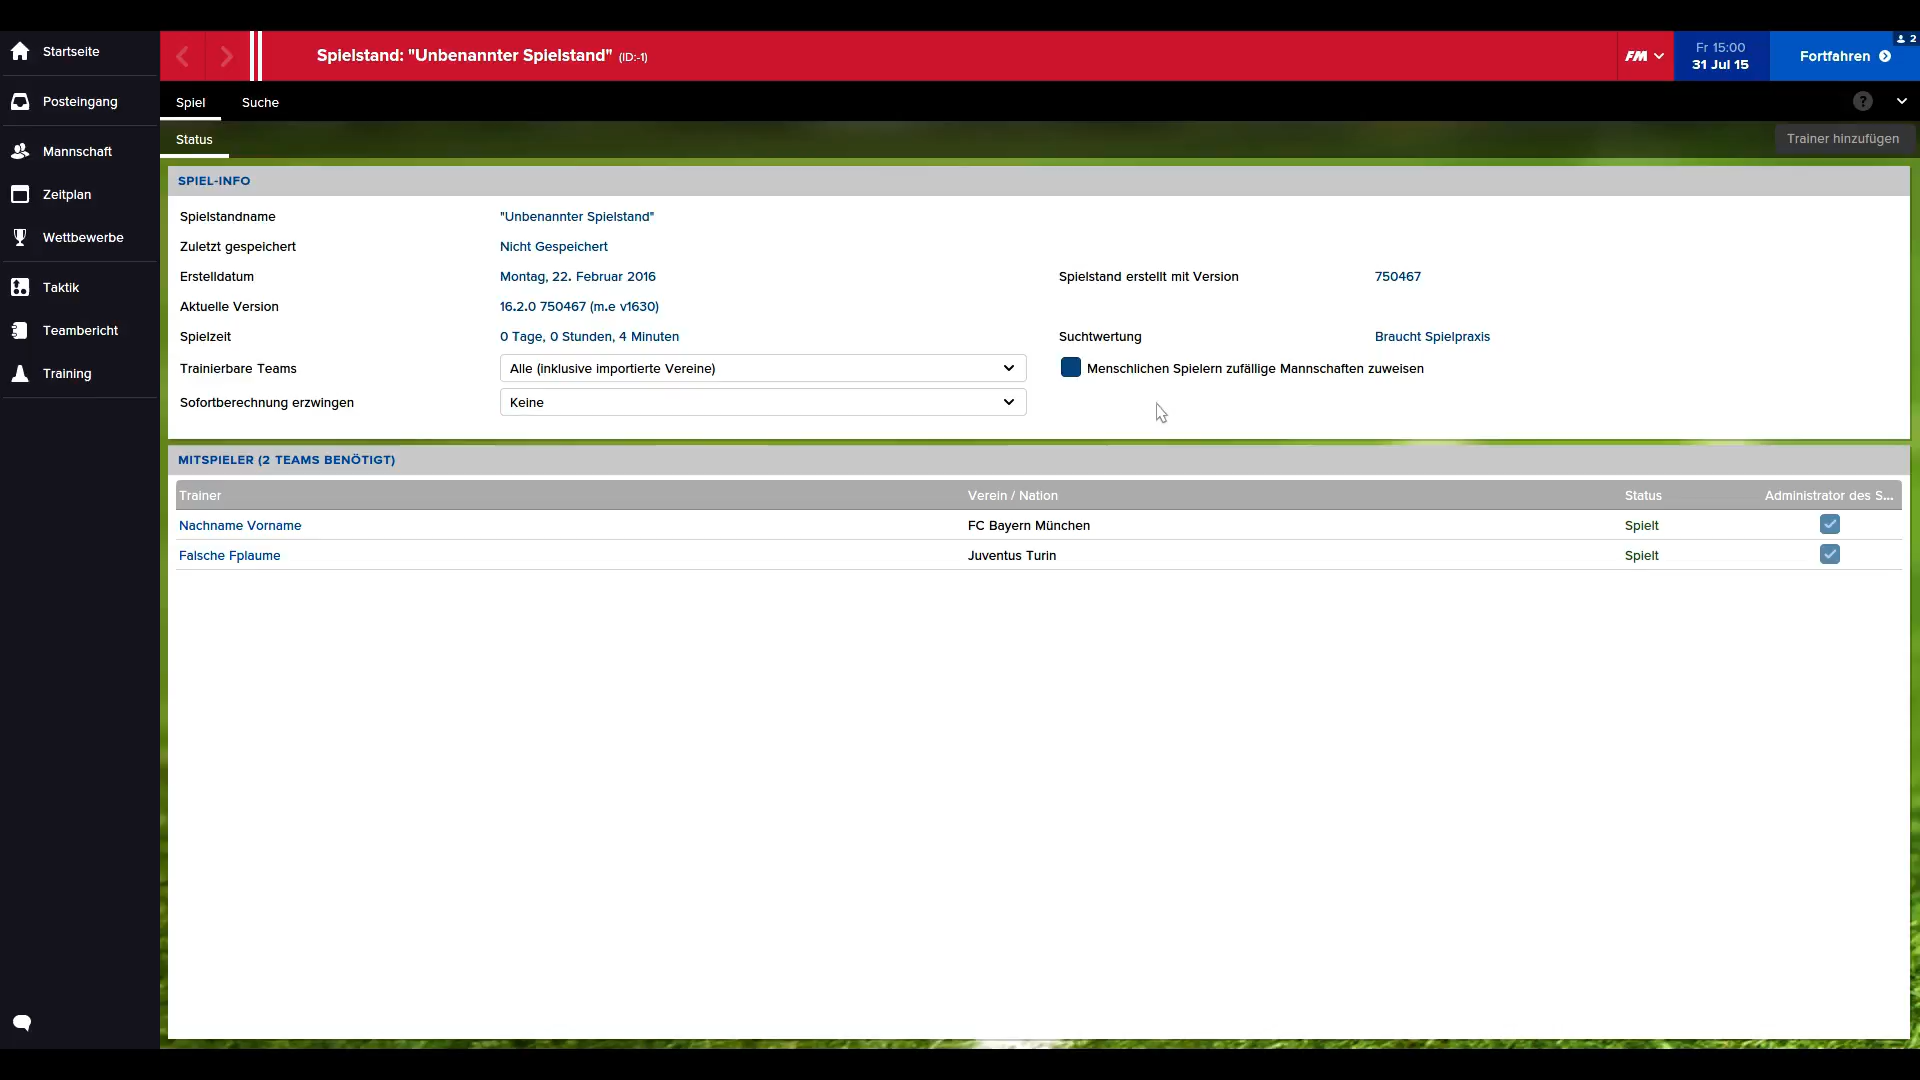 Startseite
Posteingang
Mannschaft
Zeitplan
Wettbewerbe
Taktik
Teambericht
Training
Spielstand: "Unbenannter Spielstand" (ID:-1)
FM
Fr 15:00
31 Jul 15
Fortfahren
2
Spiel Suche
?
Status
Trainer hinzufügen
SPIEL-INFO
Spielstandname "Unbenannter Spielstand"
Zuletzt gespeichert Nicht Gespeichert
Erstelldatum Montag, 22. Februar 2016 Spielstand erstellt mit Version 750467
Aktuelle Version 16.2.0 750467 (m.e v1630)
Spielzeit 0 Tage, 0 Stunden, 4 Minuten Suchtwertung Braucht Spielpraxis
Trainierbare Teams Alle (inklusive importierte Vereine) Menschlichen Spielern zufällige Mannschaften zuweisen
Sofortberechnung erzwingen Keine
MITSPIELER (2 TEAMS BENÖTIGT)
Trainer Verein / Nation Status Administrator des S...
Nachname Vorname FC Bayern München Spielt
Falsche Fplaume Juventus Turin Spielt